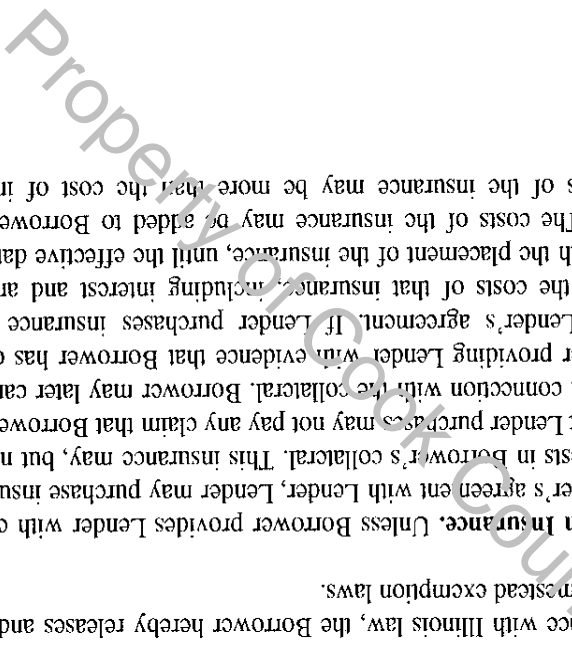 nce with Illinois law, the Borrower hereby releases and
mestead exemption laws.
n Insurance. Unless Borrower provides Lender with
er's agreement with Lender, Lender may purchase insu
sts in Borrower's collateral. This insurance may, but n
t Lender purchases may not pay any claim that Borrowe
connection with the collateral. Borrower may later can
r providing Lender with evidence that Borrower has
Lender's agreement. If Lender purchases insurance
the costs of that insurance, including interest and an
h the placement of the insurance, until the effective dat
The costs of the insurance may be added to Borrowe
s of the insurance may be more than the cost of in
Property of Cook Coun